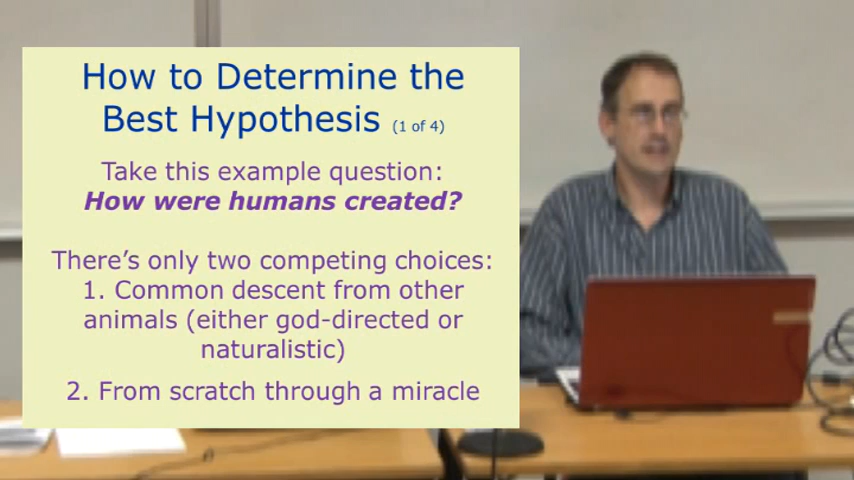 How to Determine the
Best Hypothesis (1 of 4)
Take this example question:
How were humans created?
There's only two competing choices:
1. Common descent from other
animals (either god-directed or
naturalistic)
2. From scratch through a miracle